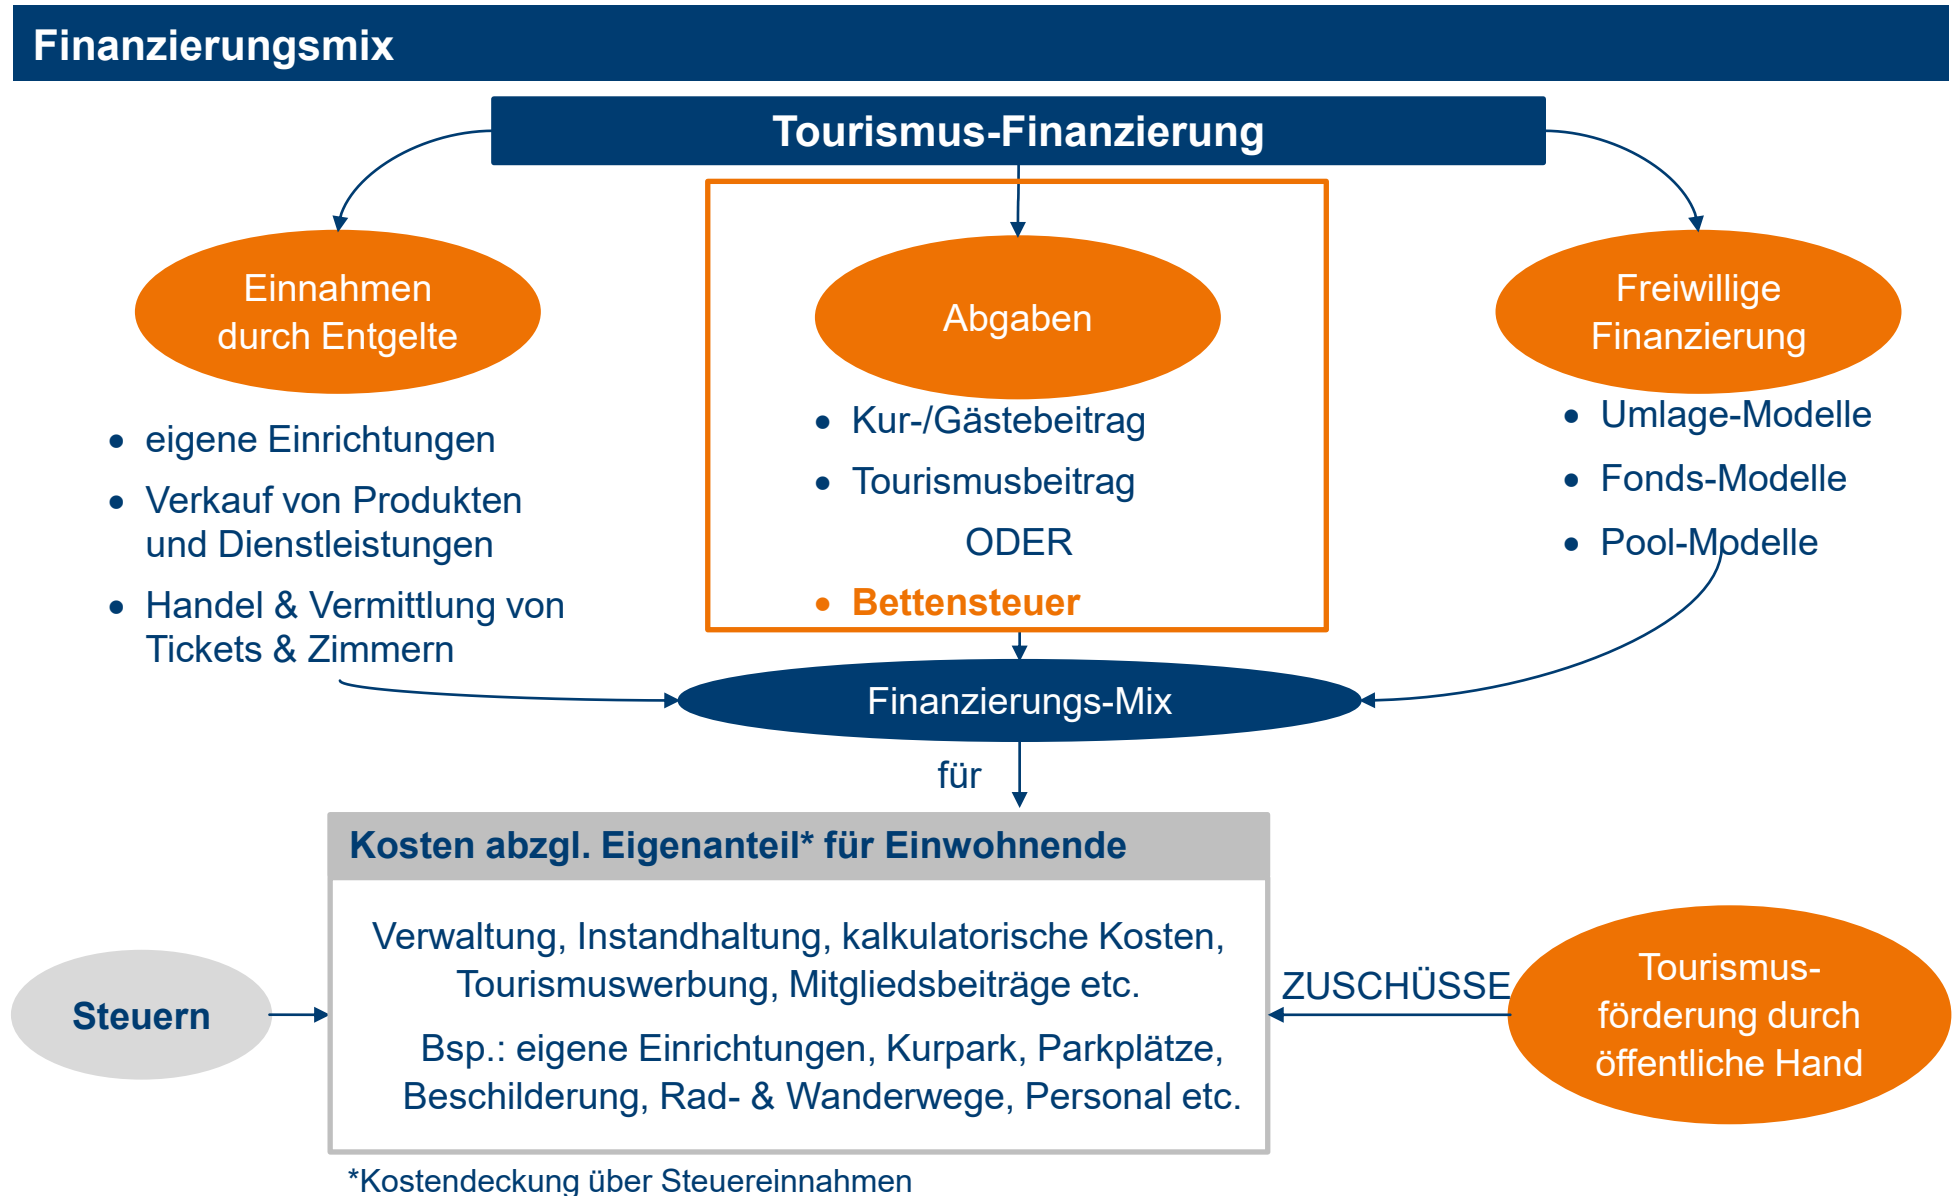 Finanzierungsmix
Tourismus-Finanzierung
Einnahmen
durch Entgelte
• eigene Einrichtungen
• Verkauf von Produkten
und Dienstleistungen
• Handel & Vermittlung von
Tickets & Zimmern
Abgaben
• Kur-/Gästebeitrag
• Tourismusbeitrag
ODER
• Bettensteuer
Freiwillige
Finanzierung
• Umlage-Modelle
• Fonds-Modelle
• Pool-Modelle
Finanzierungs-Mix
für
Kosten abzgl. Eigenanteil* für Einwohnende
Verwaltung, Instandhaltung, kalkulatorische Kosten,
Tourismuswerbung, Mitgliedsbeiträge etc.
Bsp.: eigene Einrichtungen, Kurpark, Parkplätze,
Beschilderung, Rad- & Wanderwege, Personal etc.
Steuern
ZUSCHÜSSE
Tourismus-
förderung durch
öffentliche Hand
*Kostendeckung über Steuereinnahmen